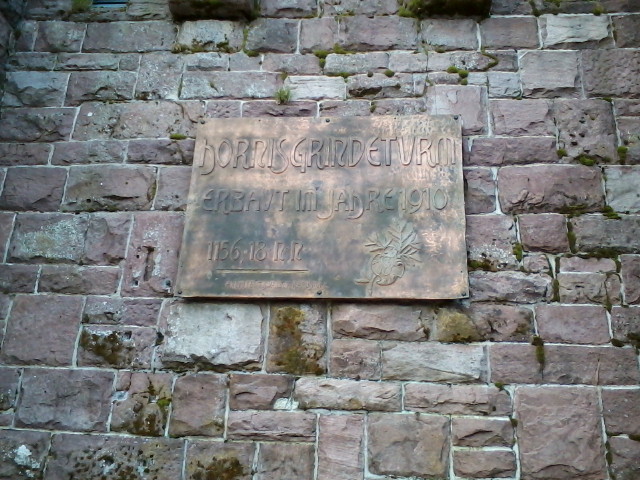 HORNISGRINDETURM
ERBAUT IM JAHRE 1910
1156·18 N N